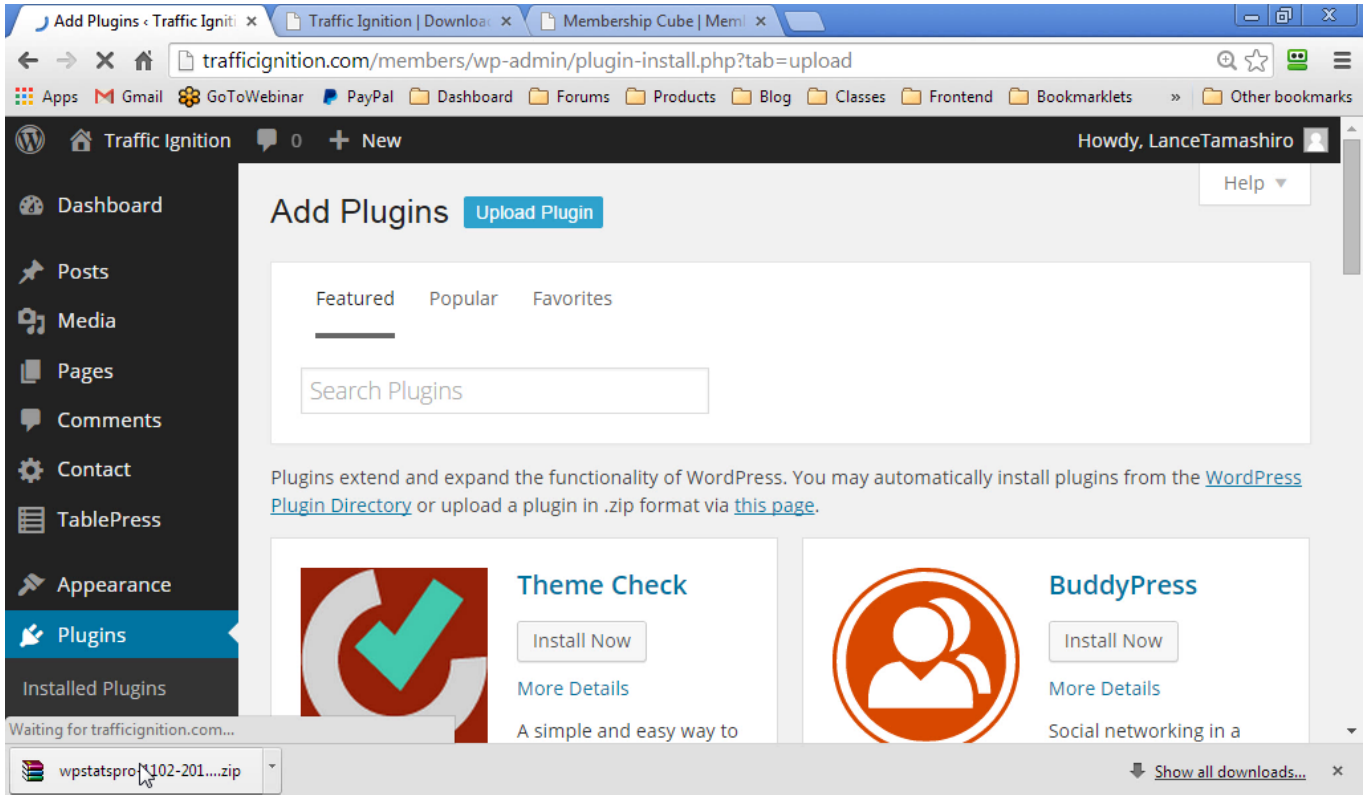 Add Plugins ‹ Traffic Igniti
Traffic Ignition | Downloa
Membership Cube | Mem
trafficignition.com/members/wp-admin/plugin-install.php?tab=upload
Apps Gmail GoToWebinar PayPal Dashboard Forums Products Blog Classes Frontend Bookmarklets » Other bookmarks
Traffic Ignition 0 + New Howdy, LanceTamashiro
Help
Dashboard
Add Plugins Upload Plugin
Posts
Featured Popular Favorites
Media
Pages
Search Plugins
Comments
Contact
Plugins extend and expand the functionality of WordPress. You may automatically install plugins from the WordPress
Plugin Directory or upload a plugin in .zip format via this page.
TablePress
Appearance
Theme Check
BuddyPress
Plugins
Install Now
Install Now
Installed Plugins
More Details
More Details
Waiting for trafficignition.com...
A simple and easy way to
Social networking in a
Show all downloads...